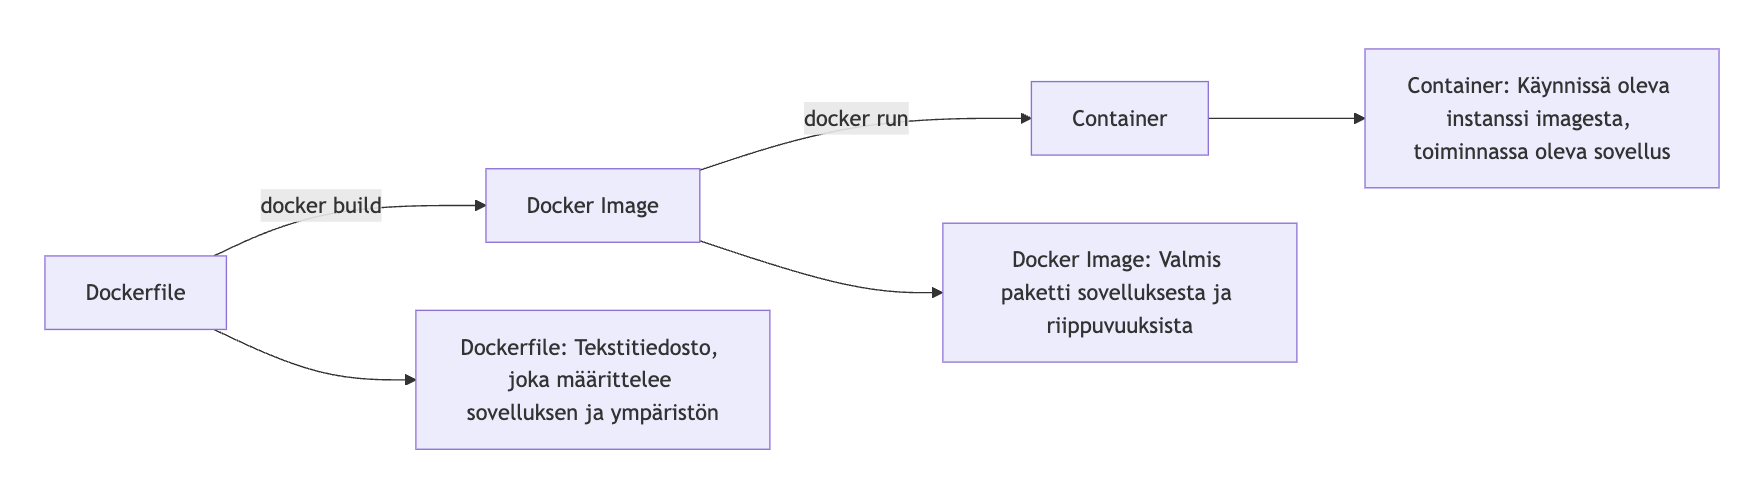 Dockerfile
docker build
Docker Image
docker run
Container
Container: Käynnissä oleva
instanssi imagesta,
toiminnassa oleva sovellus
Docker Image: Valmis
paketti sovelluksesta ja
riippuvuuksista
Dockerfile: Tekstitiedosto,
joka määrittelee
sovelluksen ja ympäristön